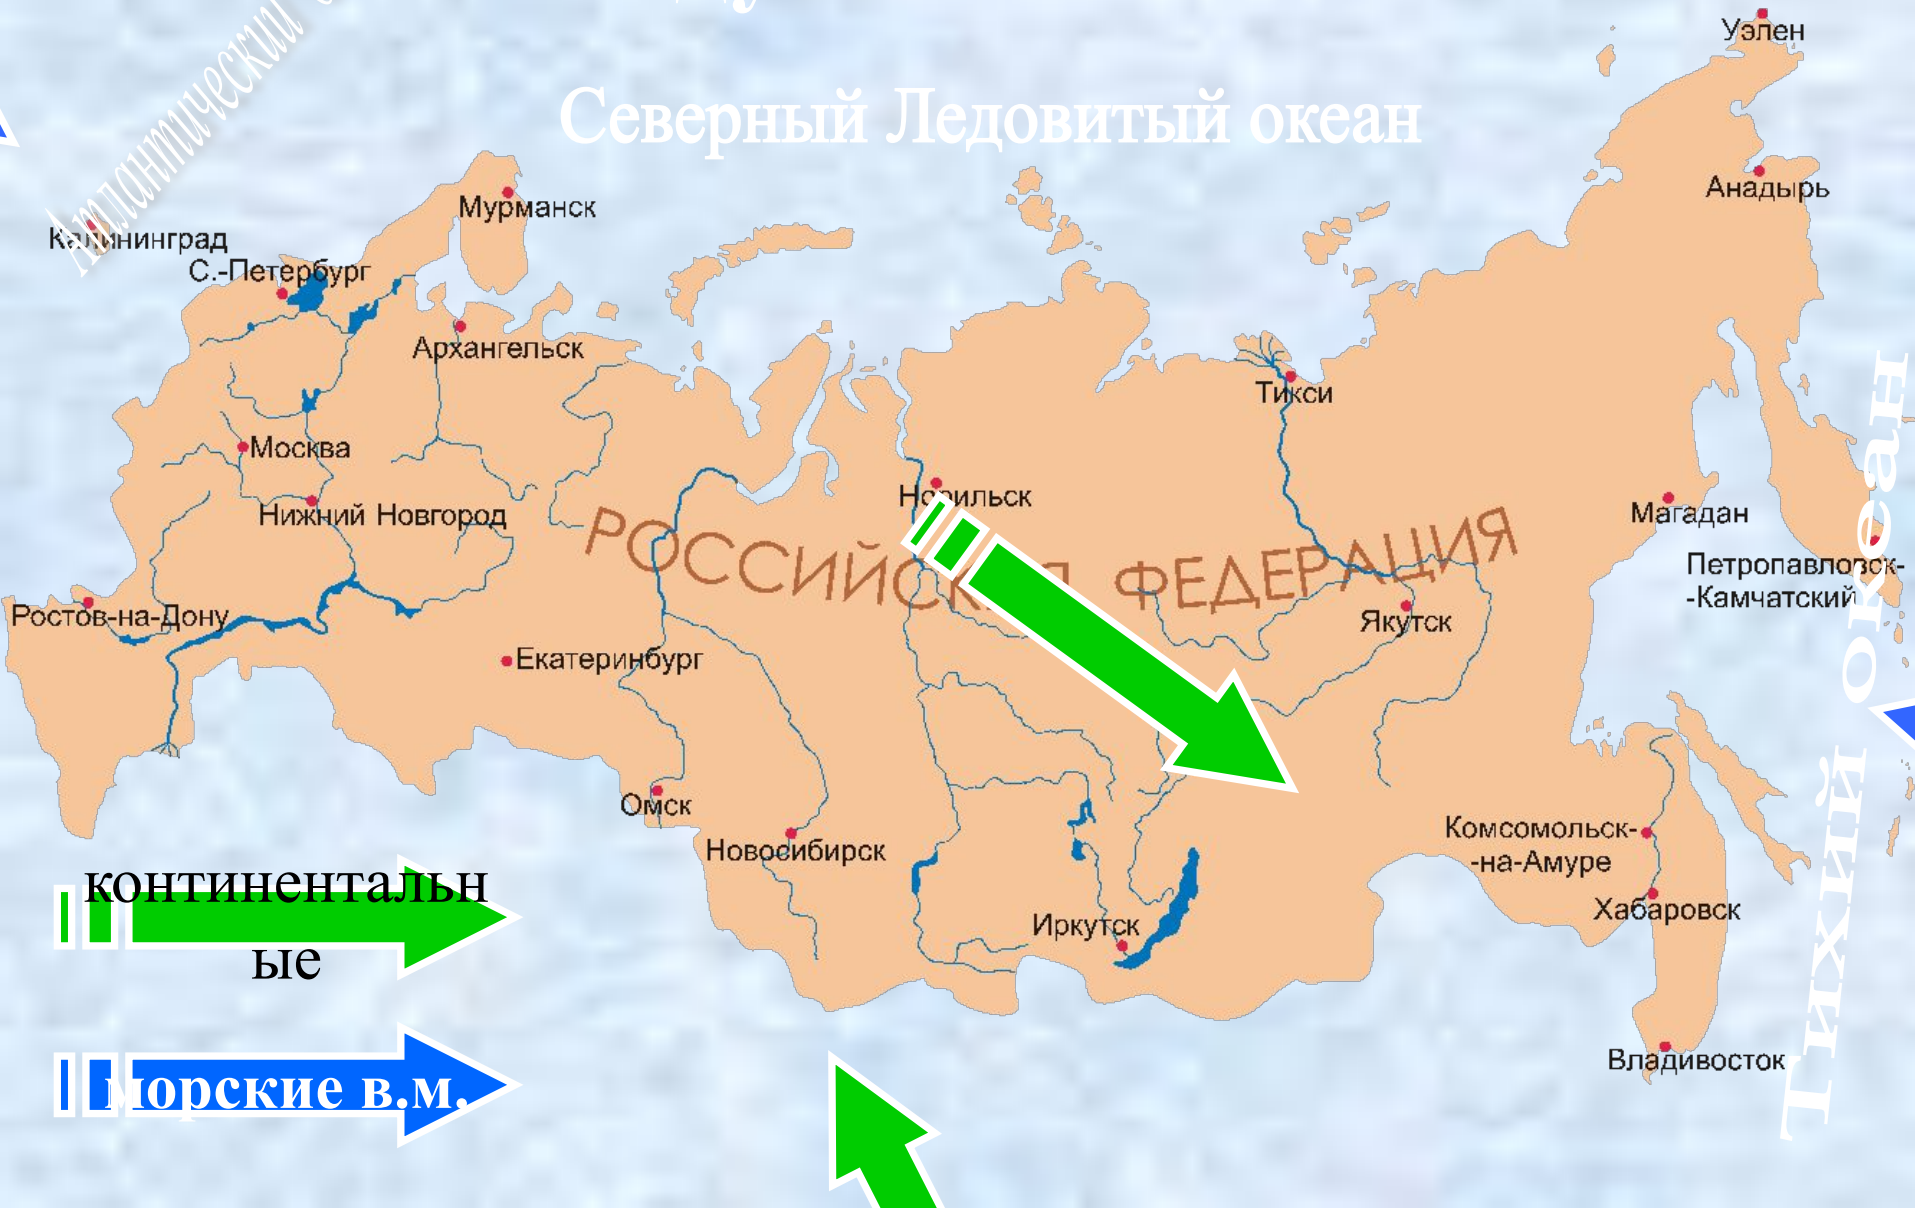 Уэлен
Атлантический
Северный Ледовитый океан
Мурманск
Анадырь
Калининград
С.-Петербург
Архангельск
Тикси
Москва
Норильск
Нижний Новгород
Магадан
РОССИЙСКАЯ ФЕДЕРАЦИЯ
Петропавловск-
-Камчатский
Ростов-на-Дону
Якутск
Екатеринбург
Тихий океан
Омск
Новосибирск
Комсомольск-
-на-Амуре
Хабаровск
Иркутск
континентальн
ые
Владивосток
морские в.м.